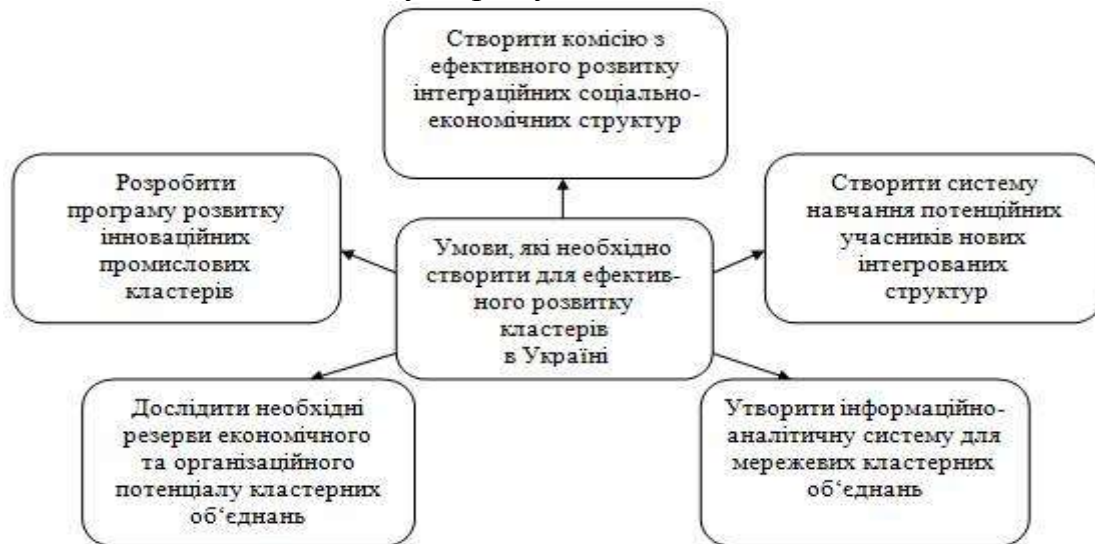 Створити комісію з
ефективного розвитку
інтеграційних соціально-
економічних структур
Розробити
програму розвитку
інноваційних
промислових
кластерів
Умови, які необхідно
створити для ефектив-
ного розвитку
кластерів
в Україні
Створити систему
навчання потенційних
учасників нових
інтегрованих
структур
Дослідити необхідні
резерви економічного
та організаційного
потенціалу кластерних
об‘єднань
Утворити інформаційно-
аналітичну систему для
мережевих кластерних
об‘єднань